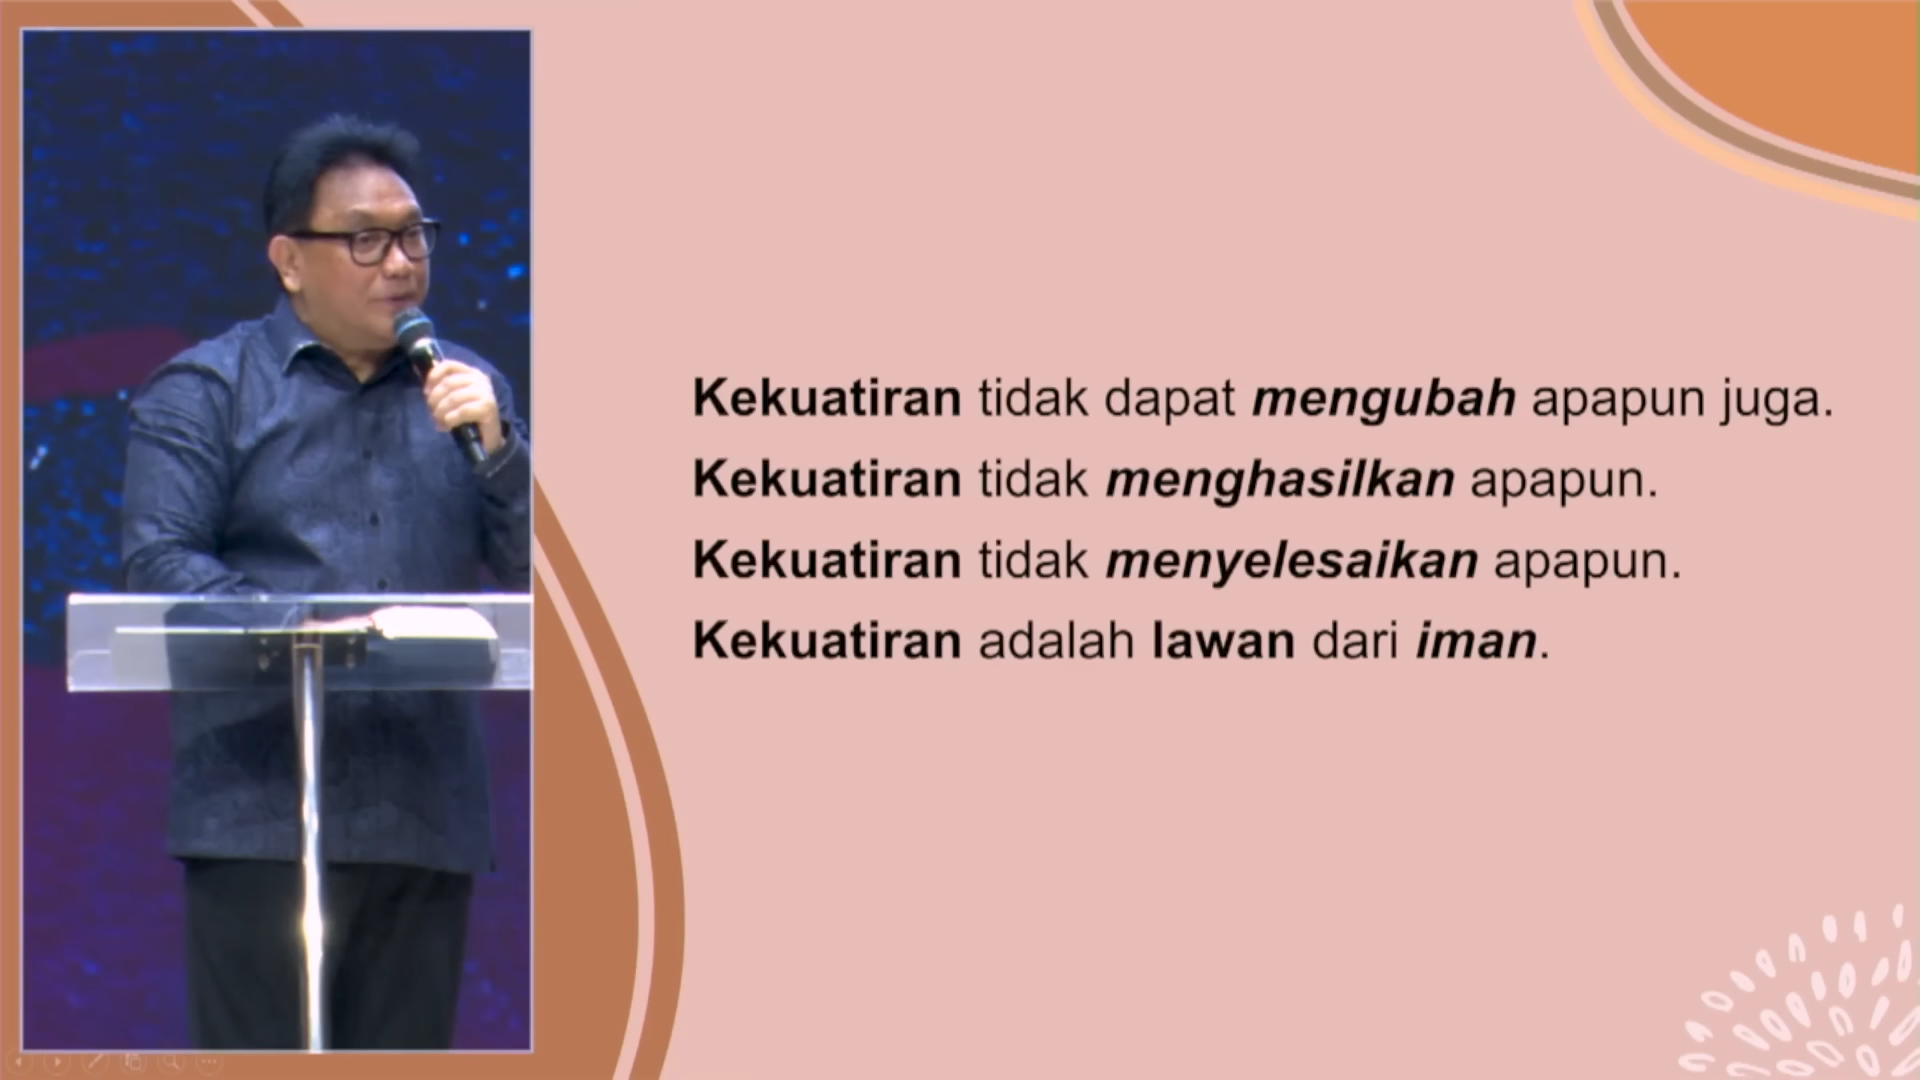 Kekuatiran tidak dapat mengubah apapun juga.
Kekuatiran tidak menghasilkan apapun.
Kekuatiran tidak menyelesaikan apapun.
Kekuatiran adalah lawan dari iman.